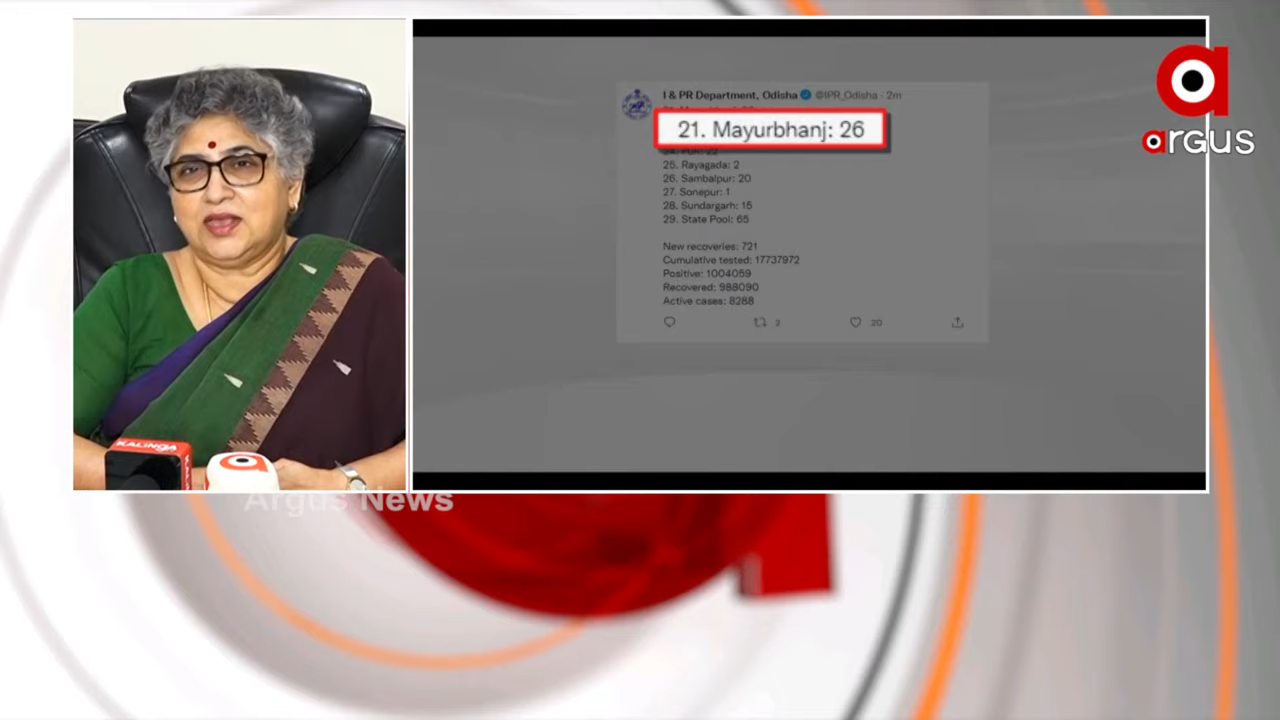 I & PR Department, Odisha @IPR_Odisha · 2m
21. Mayurbhanj: 26
25. Rayagada: 2
26. Sambalpur: 20
27. Sonepur: 1
28. Sundargarh: 15
29. State Pool: 65
New recoveries: 721
Cumulative tested: 17737972
Positive: 1004059
Recovered: 988090
Active cases: 8288
2 20
argus
KALINGA
Argus News